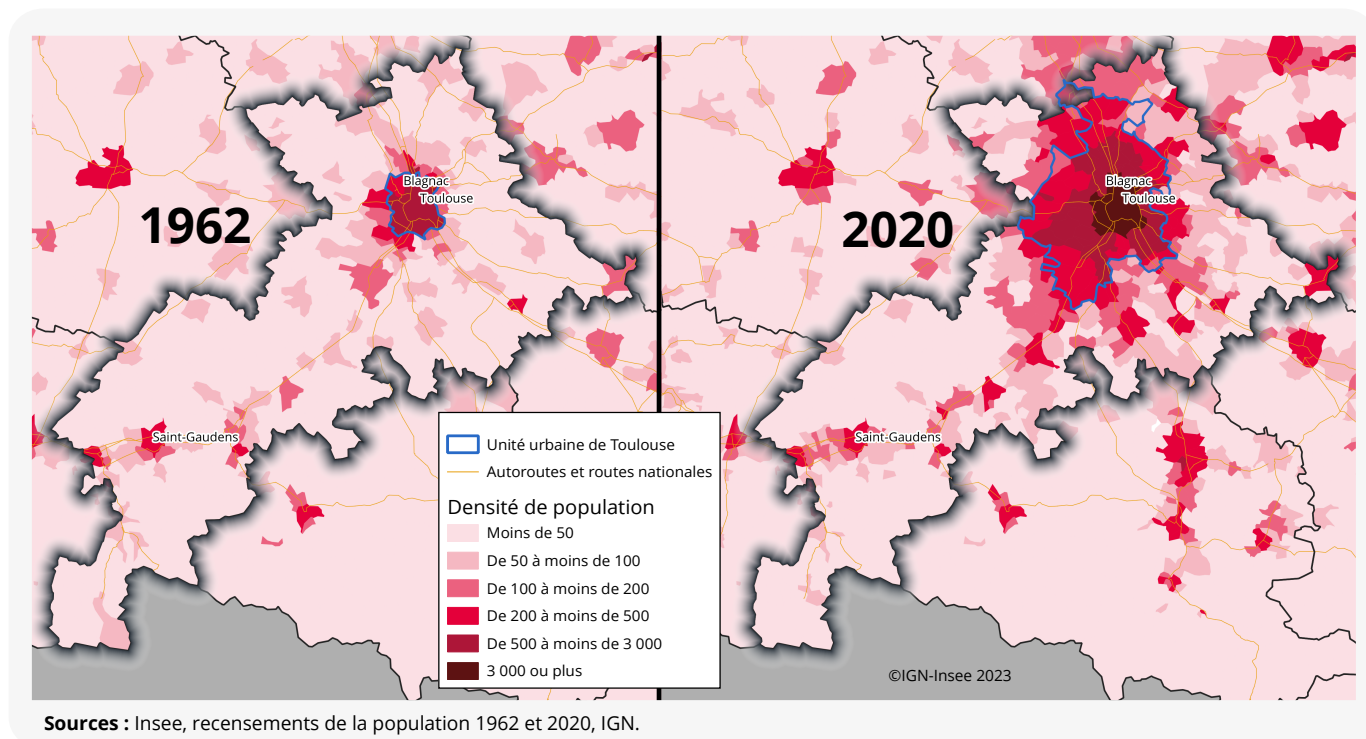 1962
Blagnac
Toulouse
Saint-Gaudens
2020
Blagnac
Toulouse
Saint-Gaudens
Unité urbaine de Toulouse
Autoroutes et routes nationales
Densité de population
Moins de 50
De 50 à moins de 100
De 100 à moins de 200
De 200 à moins de 500
De 500 à moins de 3 000
3 000 ou plus
©IGN-Insee 2023
Sources : Insee, recensements de la population 1962 et 2020, IGN.